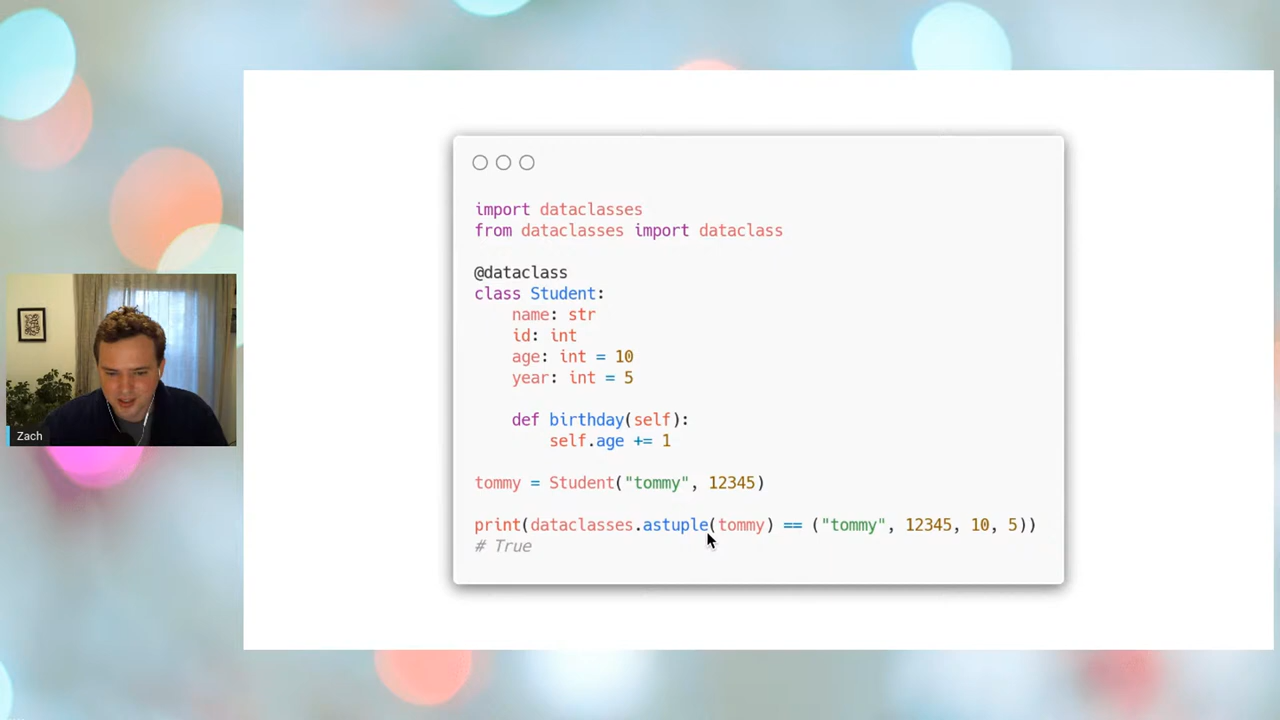 import dataclasses
from dataclasses import dataclass
@dataclass
class Student:
    name: str
    id: int
    age: int = 10
    year: int = 5
    def birthday(self):
        self.age += 1
tommy = Student("tommy", 12345)
print(dataclasses.astuple(tommy) == ("tommy", 12345, 10, 5))
# True
Zach